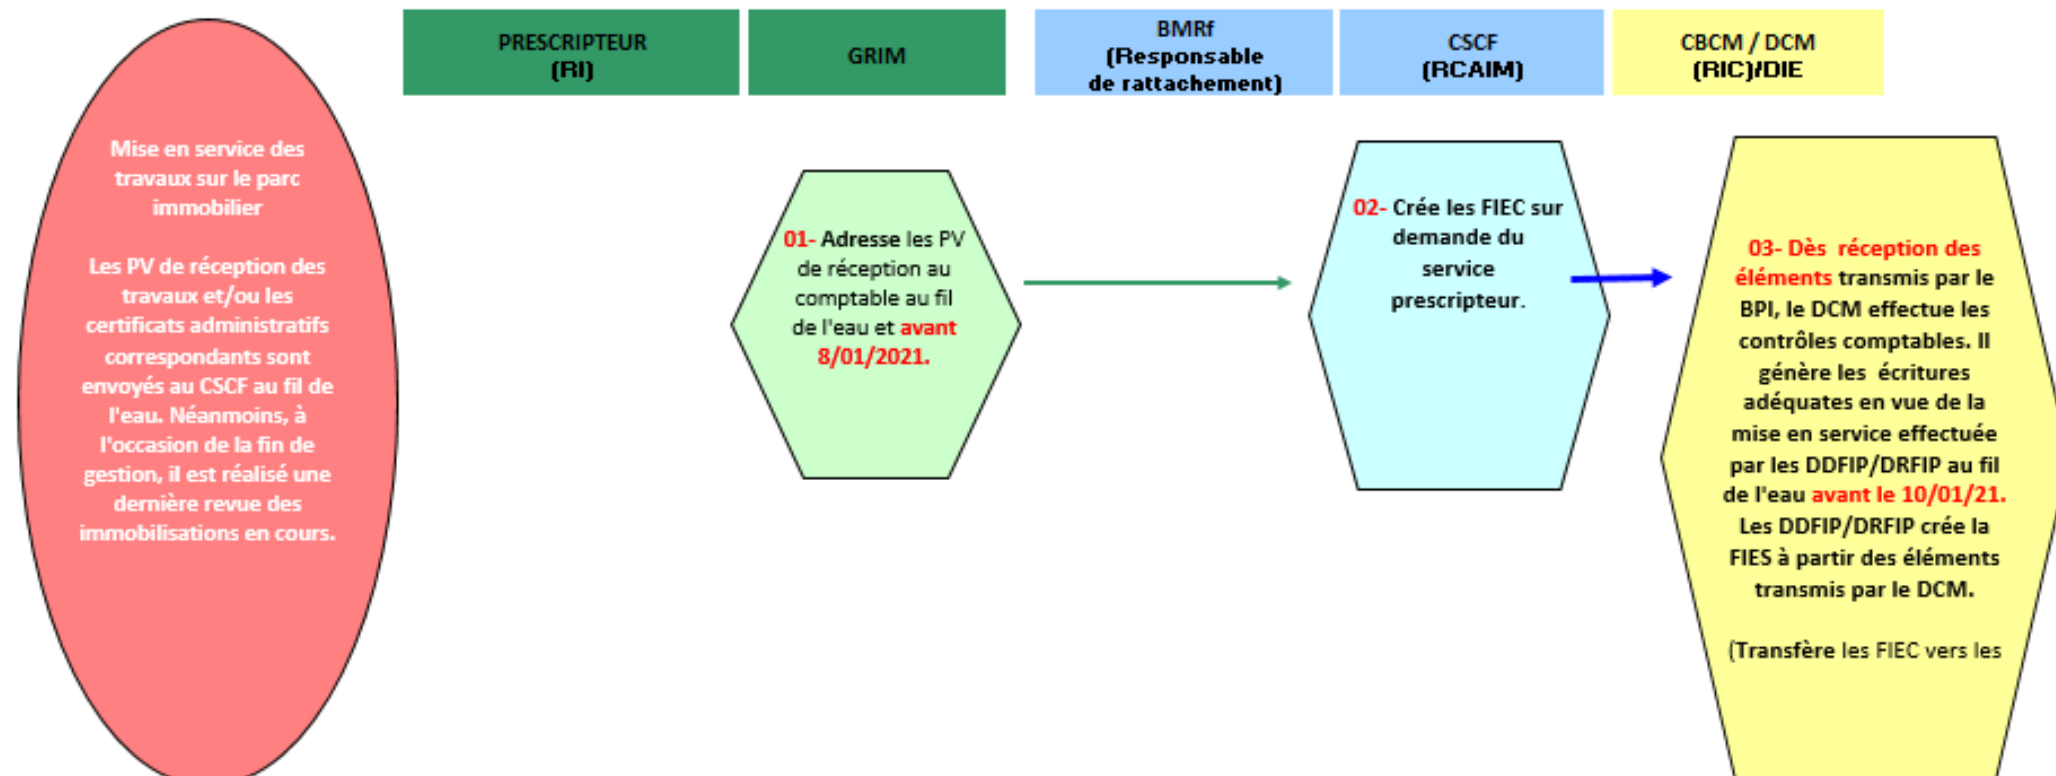 PRESCRIPTEUR
(RI)
GRIM
BMRf
(Responsable
de rattachement)
CSCF
(RCAIM)
CBCM / DCM
(RIC)/DIE
Mise en service des
travaux sur le parc
immobilier
Les PV de réception des
travaux et/ou les
certificats administratifs
correspondants sont
envoyés au CSCF au fil de
l'eau. Néanmoins, à
l'occasion de la fin de
gestion, il est réalisé une
dernière revue des
immobilisations en cours.
01- Adresse les PV
de réception au
comptable au fil
de l'eau et avant
8/01/2021.
02- Crée les FIEC sur
demande du
service
prescripteur.
03- Dès réception des
éléments transmis par le
BPI, le DCM effectue les
contrôles comptables. Il
génère les écritures
adéquates en vue de la
mise en service effectuée
par les DDFIP/DRFIP au fil
de l'eau avant le 10/01/21.
Les DDFIP/DRFIP crée la
FIES à partir des éléments
transmis par le DCM.
(Transfère les FIEC vers les